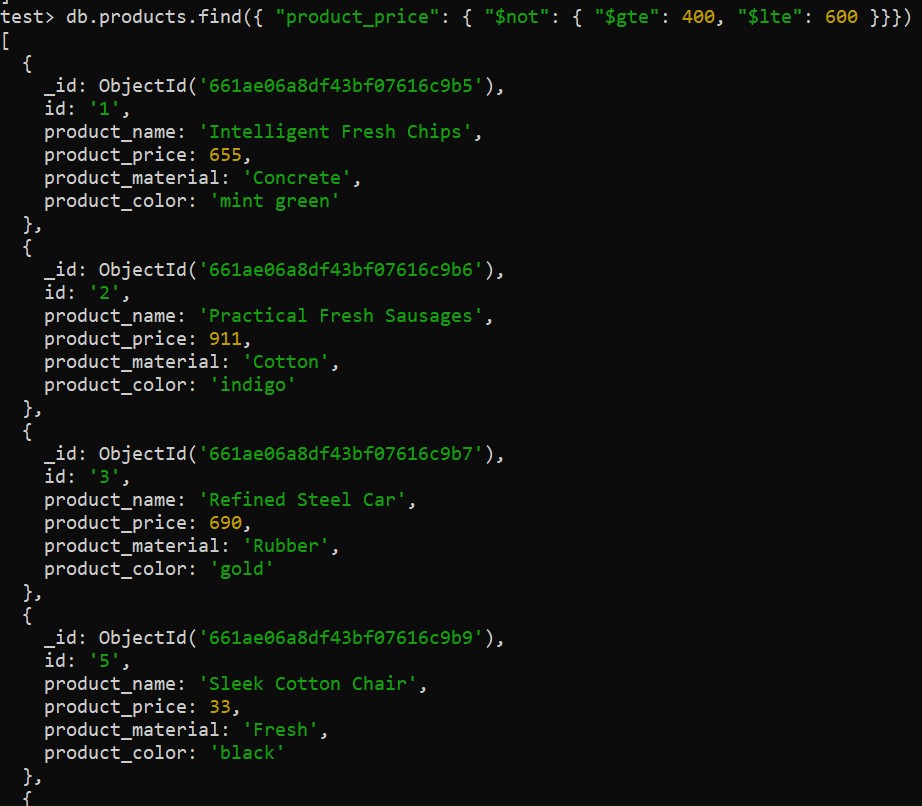 test> db.products.find({ "product_price": { "$not": { "$gte": 400, "$lte": 600 }}})
[
  {
    _id: ObjectId('661ae06a8df43bf07616c9b5'),
    id: '1',
    product_name: 'Intelligent Fresh Chips',
    product_price: 655,
    product_material: 'Concrete',
    product_color: 'mint green'
  },
  {
    _id: ObjectId('661ae06a8df43bf07616c9b6'),
    id: '2',
    product_name: 'Practical Fresh Sausages',
    product_price: 911,
    product_material: 'Cotton',
    product_color: 'indigo'
  },
  {
    _id: ObjectId('661ae06a8df43bf07616c9b7'),
    id: '3',
    product_name: 'Refined Steel Car',
    product_price: 690,
    product_material: 'Rubber',
    product_color: 'gold'
  },
  {
    _id: ObjectId('661ae06a8df43bf07616c9b9'),
    id: '5',
    product_name: 'Sleek Cotton Chair',
    product_price: 33,
    product_material: 'Fresh',
    product_color: 'black'
  },
  {